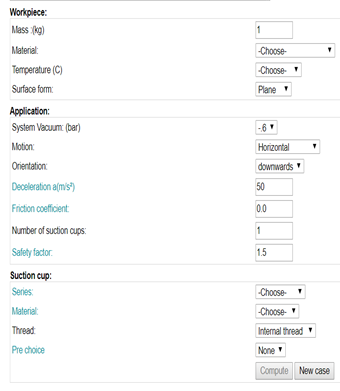 Workpiece:
Mass :(kg) 1
Material: -Choose-
Temperature (C) -Choose-
Surface form: Plane
Application:
System Vacuum: (bar) -.6
Motion: Horizontal
Orientation: downwards
Deceleration a(m/s²) 50
Friction coefficient: 0.0
Number of suction cups: 1
Safety factor: 1.5
Suction cup:
Series: -Choose-
Material: -Choose-
Thread: Internal thread
Pre choice None
Compute New case